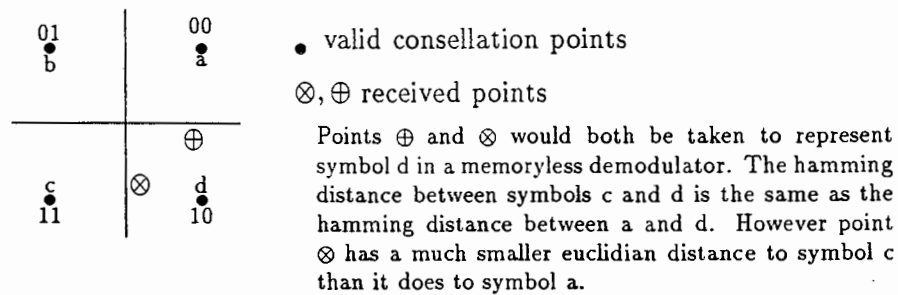 01 00
b a
• valid consellation points
⊗, ⊕ received points
⊕
⊗
c d
11 10
Points ⊕ and ⊗ would both be taken to represent
symbol d in a memoryless demodulator. The hamming
distance between symbols c and d is the same as the
hamming distance between a and d. However point
⊗ has a much smaller euclidian distance to symbol c
than it does to symbol a.